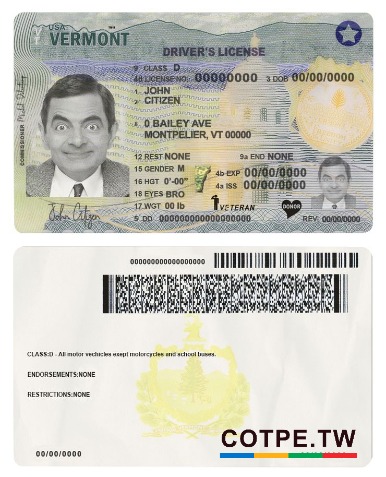 USA
VERMONT
DRIVER'S LICENSE
9 CLASS D
4d LICENSE NO. 00000000 3 DOB 00/00/0000
1 JOHN
2 CITIZEN
4 0 BAILEY AVE
MONTPELIER, VT 00000
12 REST NONE 9a END NONE
15 GENDER M 4b-EXP 00/00/0000
16 HGT 0'-00" 4a ISS 00/00/0000
18 EYES BRO
17 WGT 00 lb VETERAN DONOR
5 DD 0000000000000000000 REV: 00/00/0000
COMMISSIONER
John Citizen
000000000000000000
CLASS:D - All motor vechicles exept motorcycles and school buses.
ENDORSEMENTS:NONE
RESTRICTIONS:NONE
COTPE.TW
00/00/0000